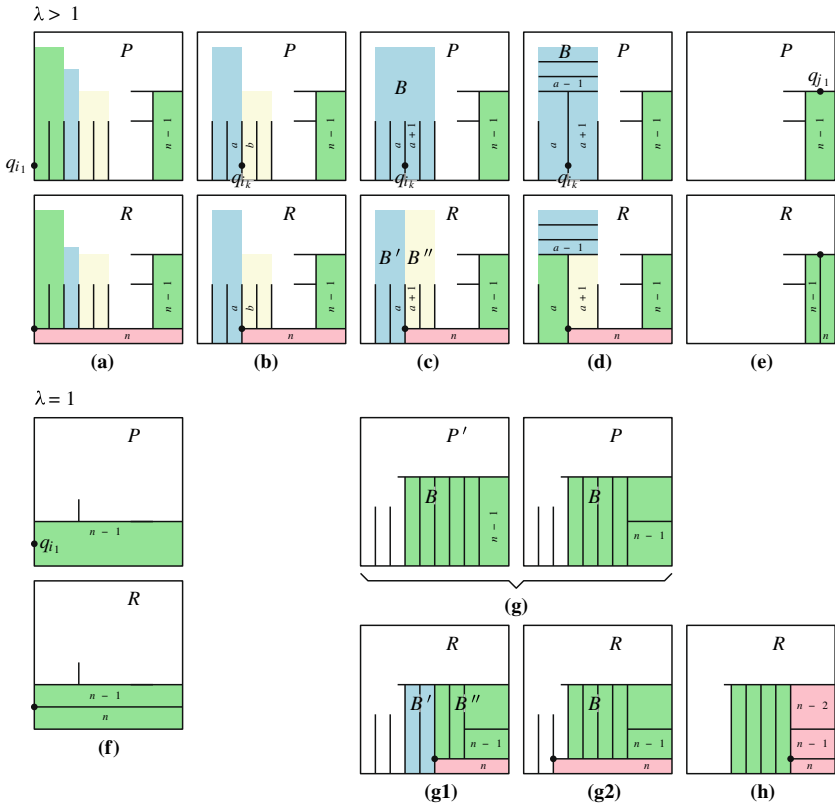 λ > 1
P P P P P
B B
a − 1
q_{j_1}
n − 1 n − 1 n − 1 n − 1 n − 1
a b a a + 1 a a + 1
q_{i_1} q_{i_k} q_{i_k} q_{i_k}
R R R R R
B′ B″
a − 1
n − 1 n − 1 n − 1 n − 1 n − 1
a b a a + 1 a a + 1
n n n n n
(a) (b) (c) (d) (e)
λ = 1
P P′ P
B B
n − 1 n − 1 n − 1
q_{i_1}
(g)
R
n − 1
n
(f)
R R R
B′ B″ B n − 2
n − 1 n − 1 n − 1
n n n
(g1) (g2) (h)